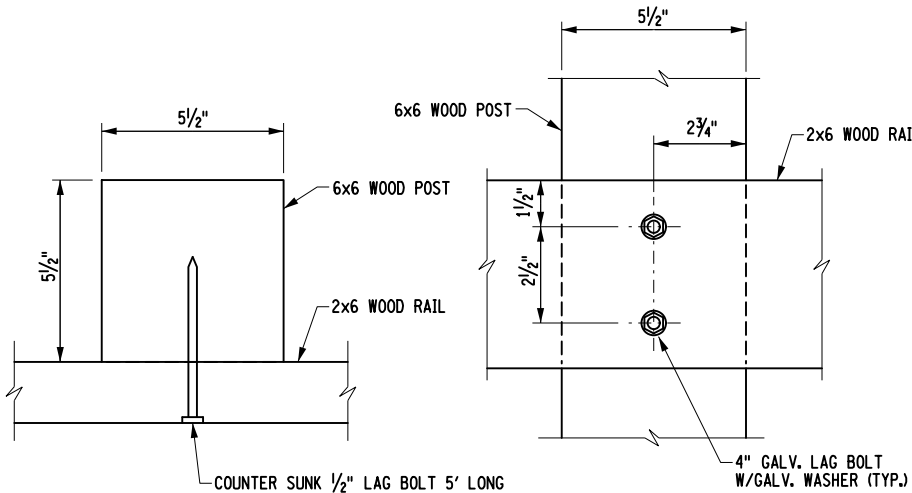 5½"
6x6 WOOD POST
5½"
2x6 WOOD RAIL
COUNTER SUNK ½" LAG BOLT 5' LONG
5½"
6x6 WOOD POST
2¾"
2x6 WOOD RAI
1½"
2½"
4" GALV. LAG BOLT
W/GALV. WASHER (TYP.)